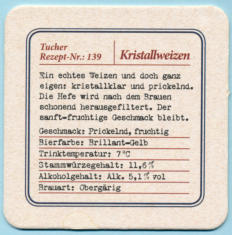 Tucher
Rezept-Nr.: 139
Kristallweizen
Ein echtes Weizen und doch ganz
eigen: kristallklar und prickelnd.
Die Hefe wird nach dem Brauen
schonend herausgefiltert. Der
sanft-fruchtige Geschmack bleibt.
Geschmack: Prickelnd, fruchtig
Bierfarbe: Brillant-Gelb
Trinktemperatur: 7°C
Stammwürzegehalt: 11,6%
Alkoholgehalt: Alk. 5,1% vol
Brauart: Obergärig